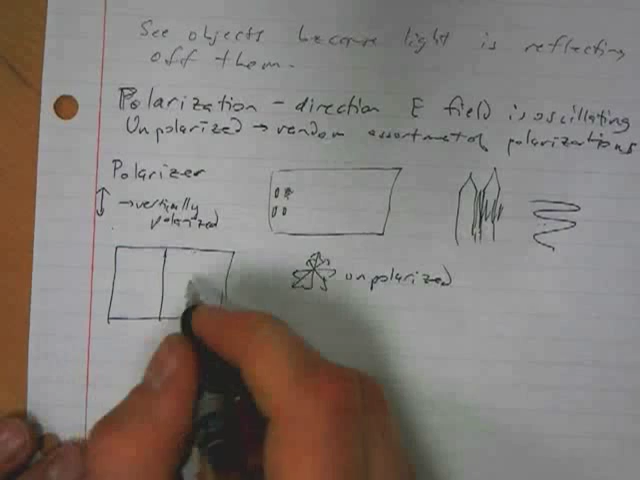 See objects because light is reflecting
off them.
Polarization - direction E field is oscillating
Unpolarized → random assortment of polarizations
Polarizer
→ vertically
polarized
unpolarized